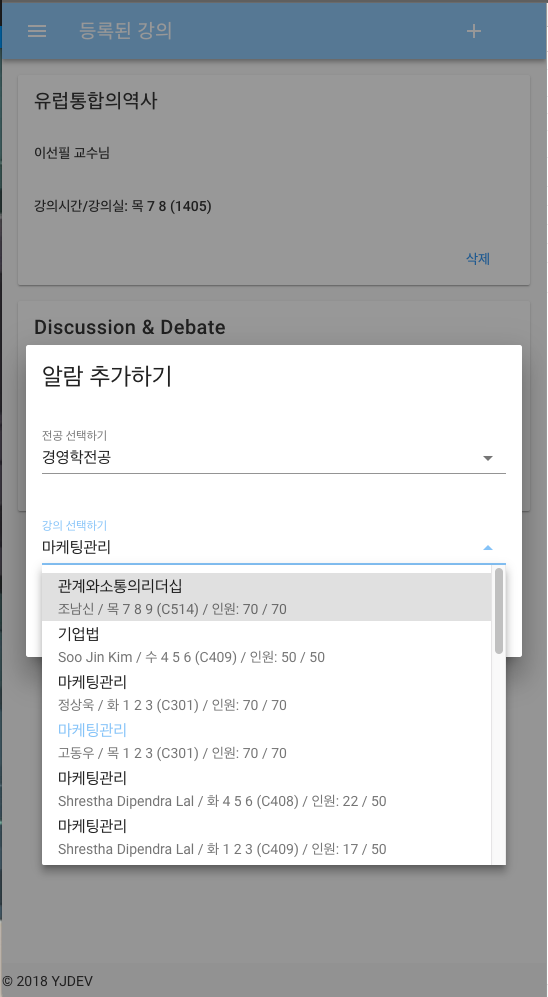 등록된 강의
유럽통합의역사
이선필 교수님
강의시간/강의실: 목 7 8 (1405)
삭제
Discussion & Debate
알람 추가하기
전공 선택하기
경영학전공
강의 선택하기
마케팅관리
관계와소통의리더십
조남신 / 목 7 8 9 (C514) / 인원: 70 / 70
기업법
Soo Jin Kim / 수 4 5 6 (C409) / 인원: 50 / 50
마케팅관리
정상욱 / 화 1 2 3 (C301) / 인원: 70 / 70
마케팅관리
고동우 / 목 1 2 3 (C301) / 인원: 70 / 70
마케팅관리
Shrestha Dipendra Lal / 화 4 5 6 (C408) / 인원: 22 / 50
마케팅관리
Shrestha Dipendra Lal / 화 1 2 3 (C409) / 인원: 17 / 50
© 2018 YJDEV